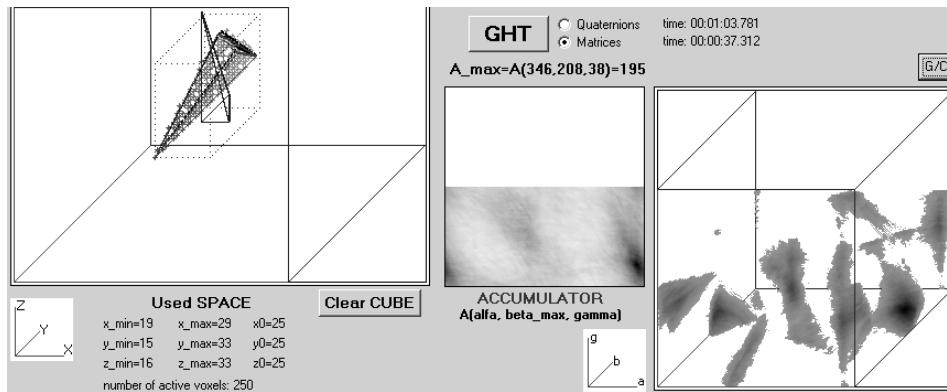 GHT
Quaternions
Matrices
time: 00:01:03.781
time: 00:00:37.312
A_max=A(346,208,38)=195
Used SPACE
Clear CUBE
x_min=19 x_max=29 x0=25
y_min=15 y_max=33 y0=25
z_min=16 z_max=33 z0=25
number of active voxels: 250
Z
Y
X
ACCUMULATOR
A(alfa, beta_max, gamma)
g
b
a